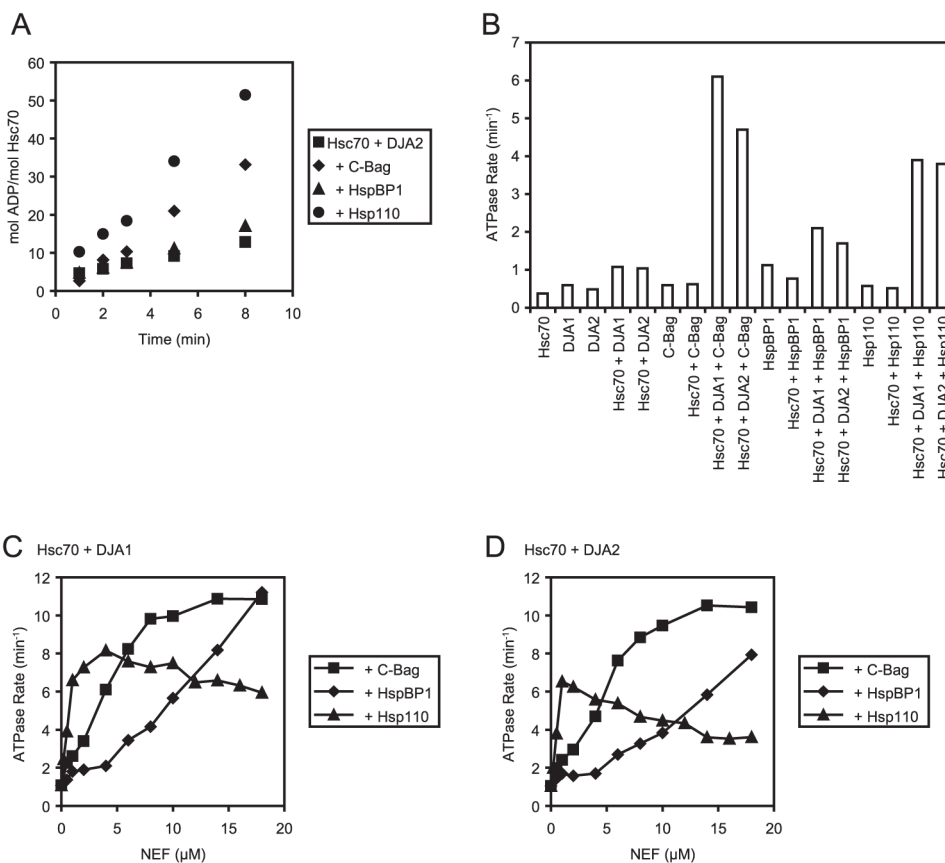 A
mol ADP/mol Hsc70
60
50
40
30
20
10
0
0 2 4 6 8 10
Time (min)
Hsc70 + DJA2
+ C-Bag
+ HspBP1
+ Hsp110
B
ATPase Rate (min⁻¹)
7
6
5
4
3
2
1
0
Hsc70
DJA1
DJA2
Hsc70 + DJA1
Hsc70 + DJA2
C-Bag
Hsc70 + C-Bag
Hsc70 + DJA1 + C-Bag
Hsc70 + DJA2 + C-Bag
HspBP1
Hsc70 + HspBP1
Hsc70 + DJA1 + HspBP1
Hsc70 + DJA2 + HspBP1
Hsp110
Hsc70 + Hsp110
Hsc70 + DJA1 + Hsp110
Hsc70 + DJA2 + Hsp110
C Hsc70 + DJA1
ATPase Rate (min⁻¹)
12
10
8
6
4
2
0
0 5 10 15 20
NEF (µM)
+ C-Bag
+ HspBP1
+ Hsp110
D Hsc70 + DJA2
ATPase Rate (min⁻¹)
12
10
8
6
4
2
0
0 5 10 15 20
NEF (µM)
+ C-Bag
+ HspBP1
+ Hsp110